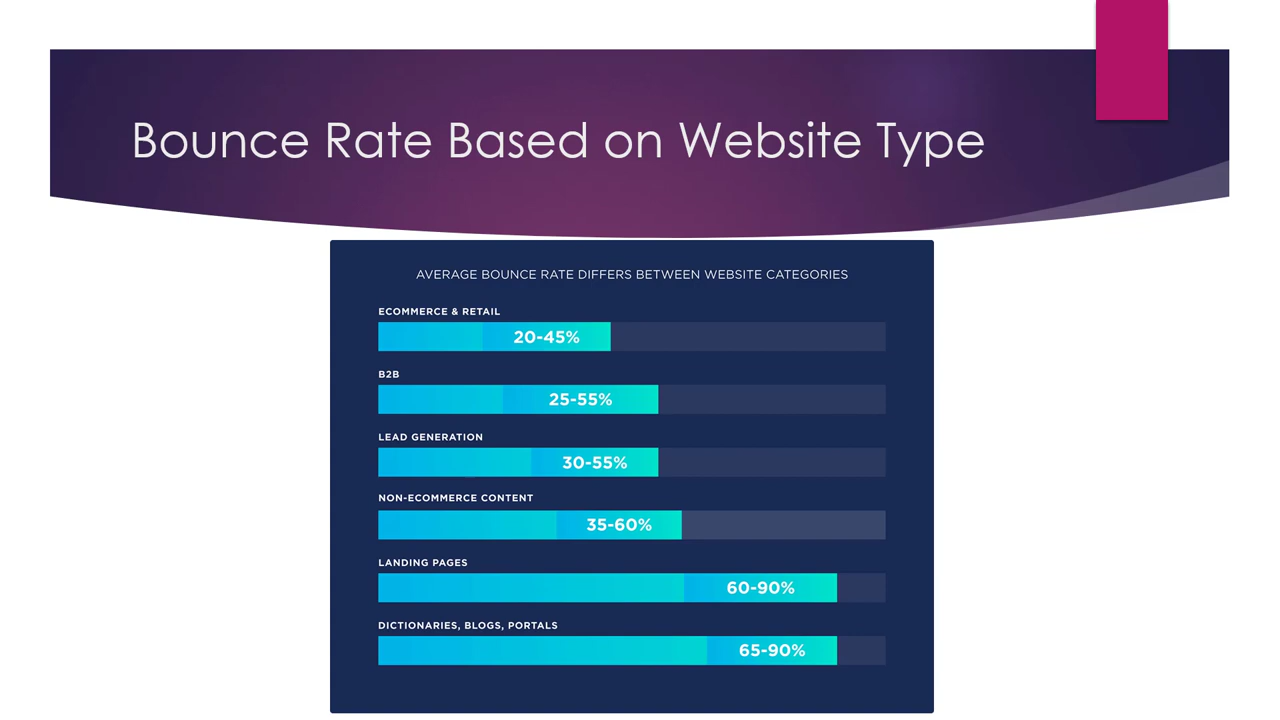 Bounce Rate Based on Website Type
AVERAGE BOUNCE RATE DIFFERS BETWEEN WEBSITE CATEGORIES
ECOMMERCE & RETAIL
20-45%
B2B
25-55%
LEAD GENERATION
30-55%
NON-ECOMMERCE CONTENT
35-60%
LANDING PAGES
60-90%
DICTIONARIES, BLOGS, PORTALS
65-90%